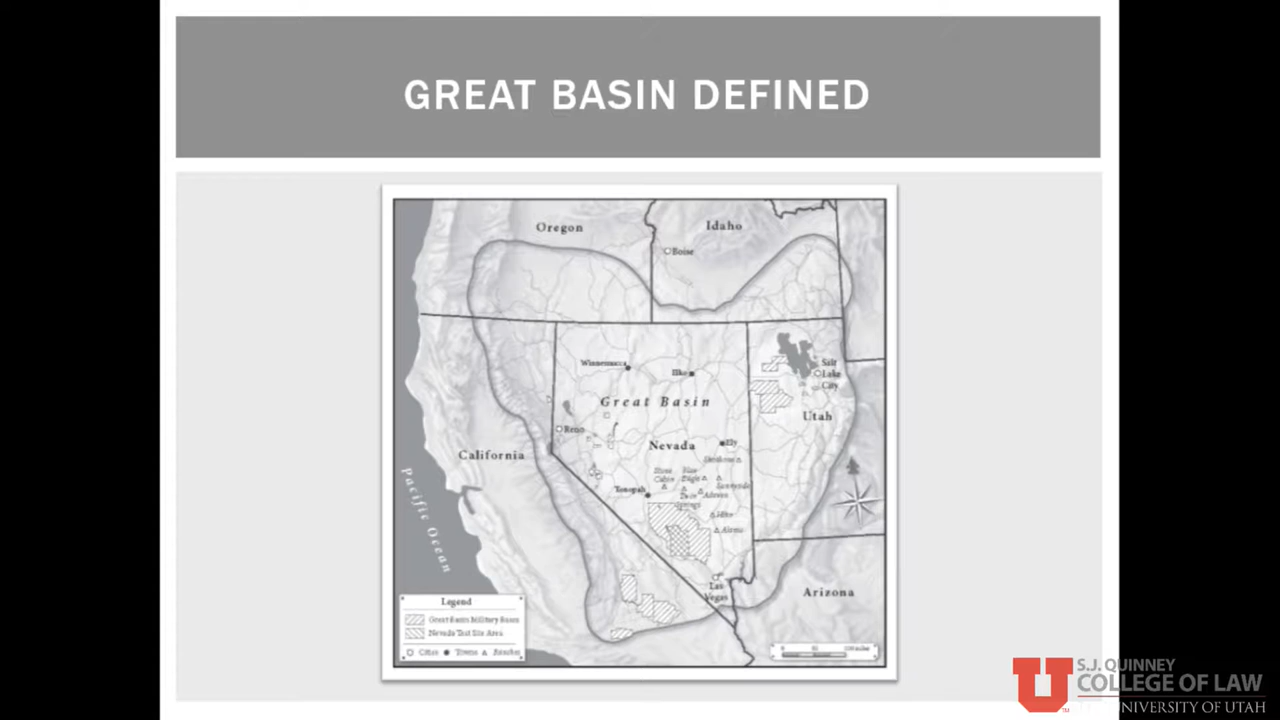 GREAT BASIN DEFINED
Oregon
Idaho
Boise
Winnemucca
Elko
Salt
Lake
City
Great Basin
Utah
Reno
Nevada
Ely
California
Tonopah
Springs
Alamo
Pacific Ocean
Las
Vegas
Arizona
Legend
Great Basin Military Bases
Nevada Test Site Area
Cities Towns Ranches
S.J. QUINNEY
COLLEGE OF LAW
UNIVERSITY OF UTAH